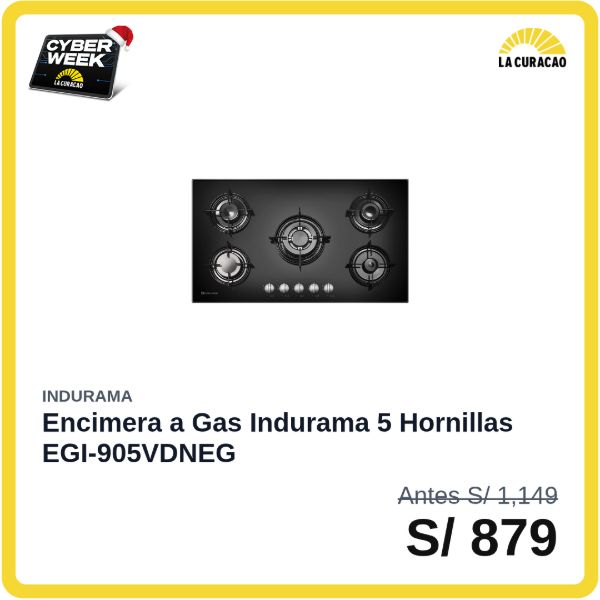 CYBER
WEEK
LA CURACAO
LA CURACAO
INDURAMA
Encimera a Gas Indurama 5 Hornillas
EGI-905VDNEG
Antes S/ 1,149
S/ 879